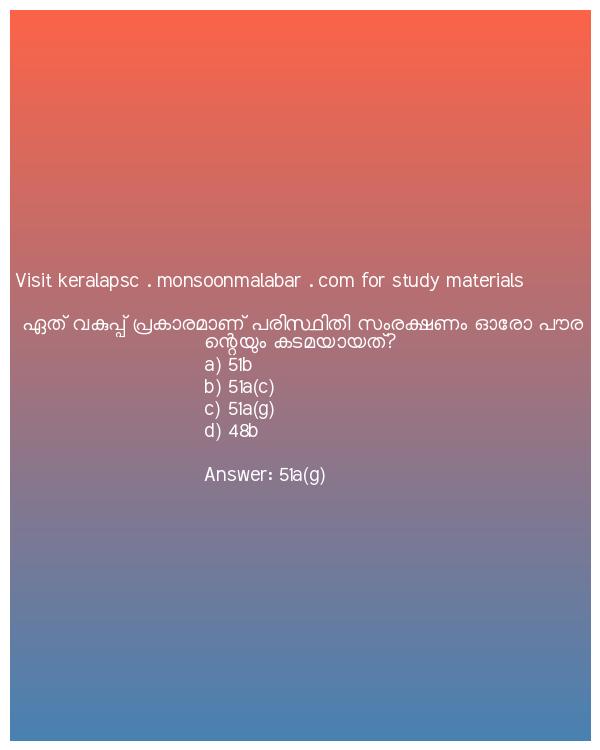 Visit keralapsc . monsoonmalabar . com for study materials
ഏത് വകുപ്പ് പ്രകാരമാണ് പരിസ്ഥിതി സംരക്ഷണം ഓരോ പൗര
ന്റെയും കടമയായത്?
a) 51b
b) 51a(c)
c) 51a(g)
d) 48b
Answer: 51a(g)